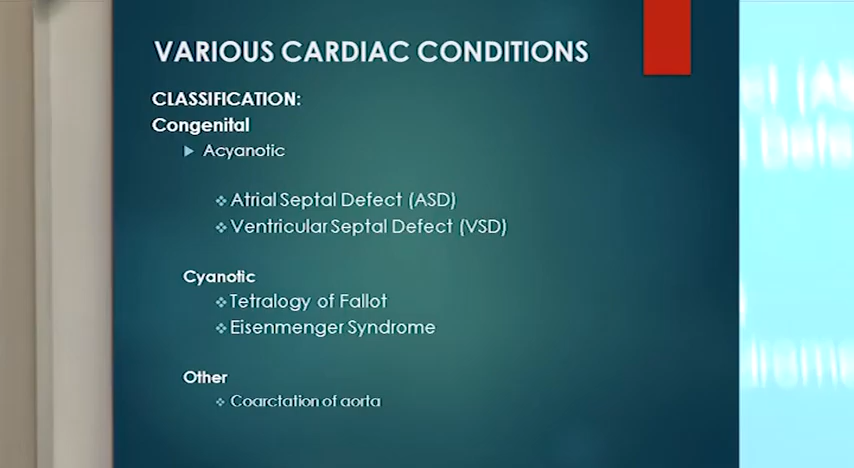 VARIOUS CARDIAC CONDITIONS
CLASSIFICATION:
Congenital
Acyanotic
Atrial Septal Defect (ASD)
Ventricular Septal Defect (VSD)
Cyanotic
Tetralogy of Fallot
Eisenmenger Syndrome
Other
Coarctation of aorta